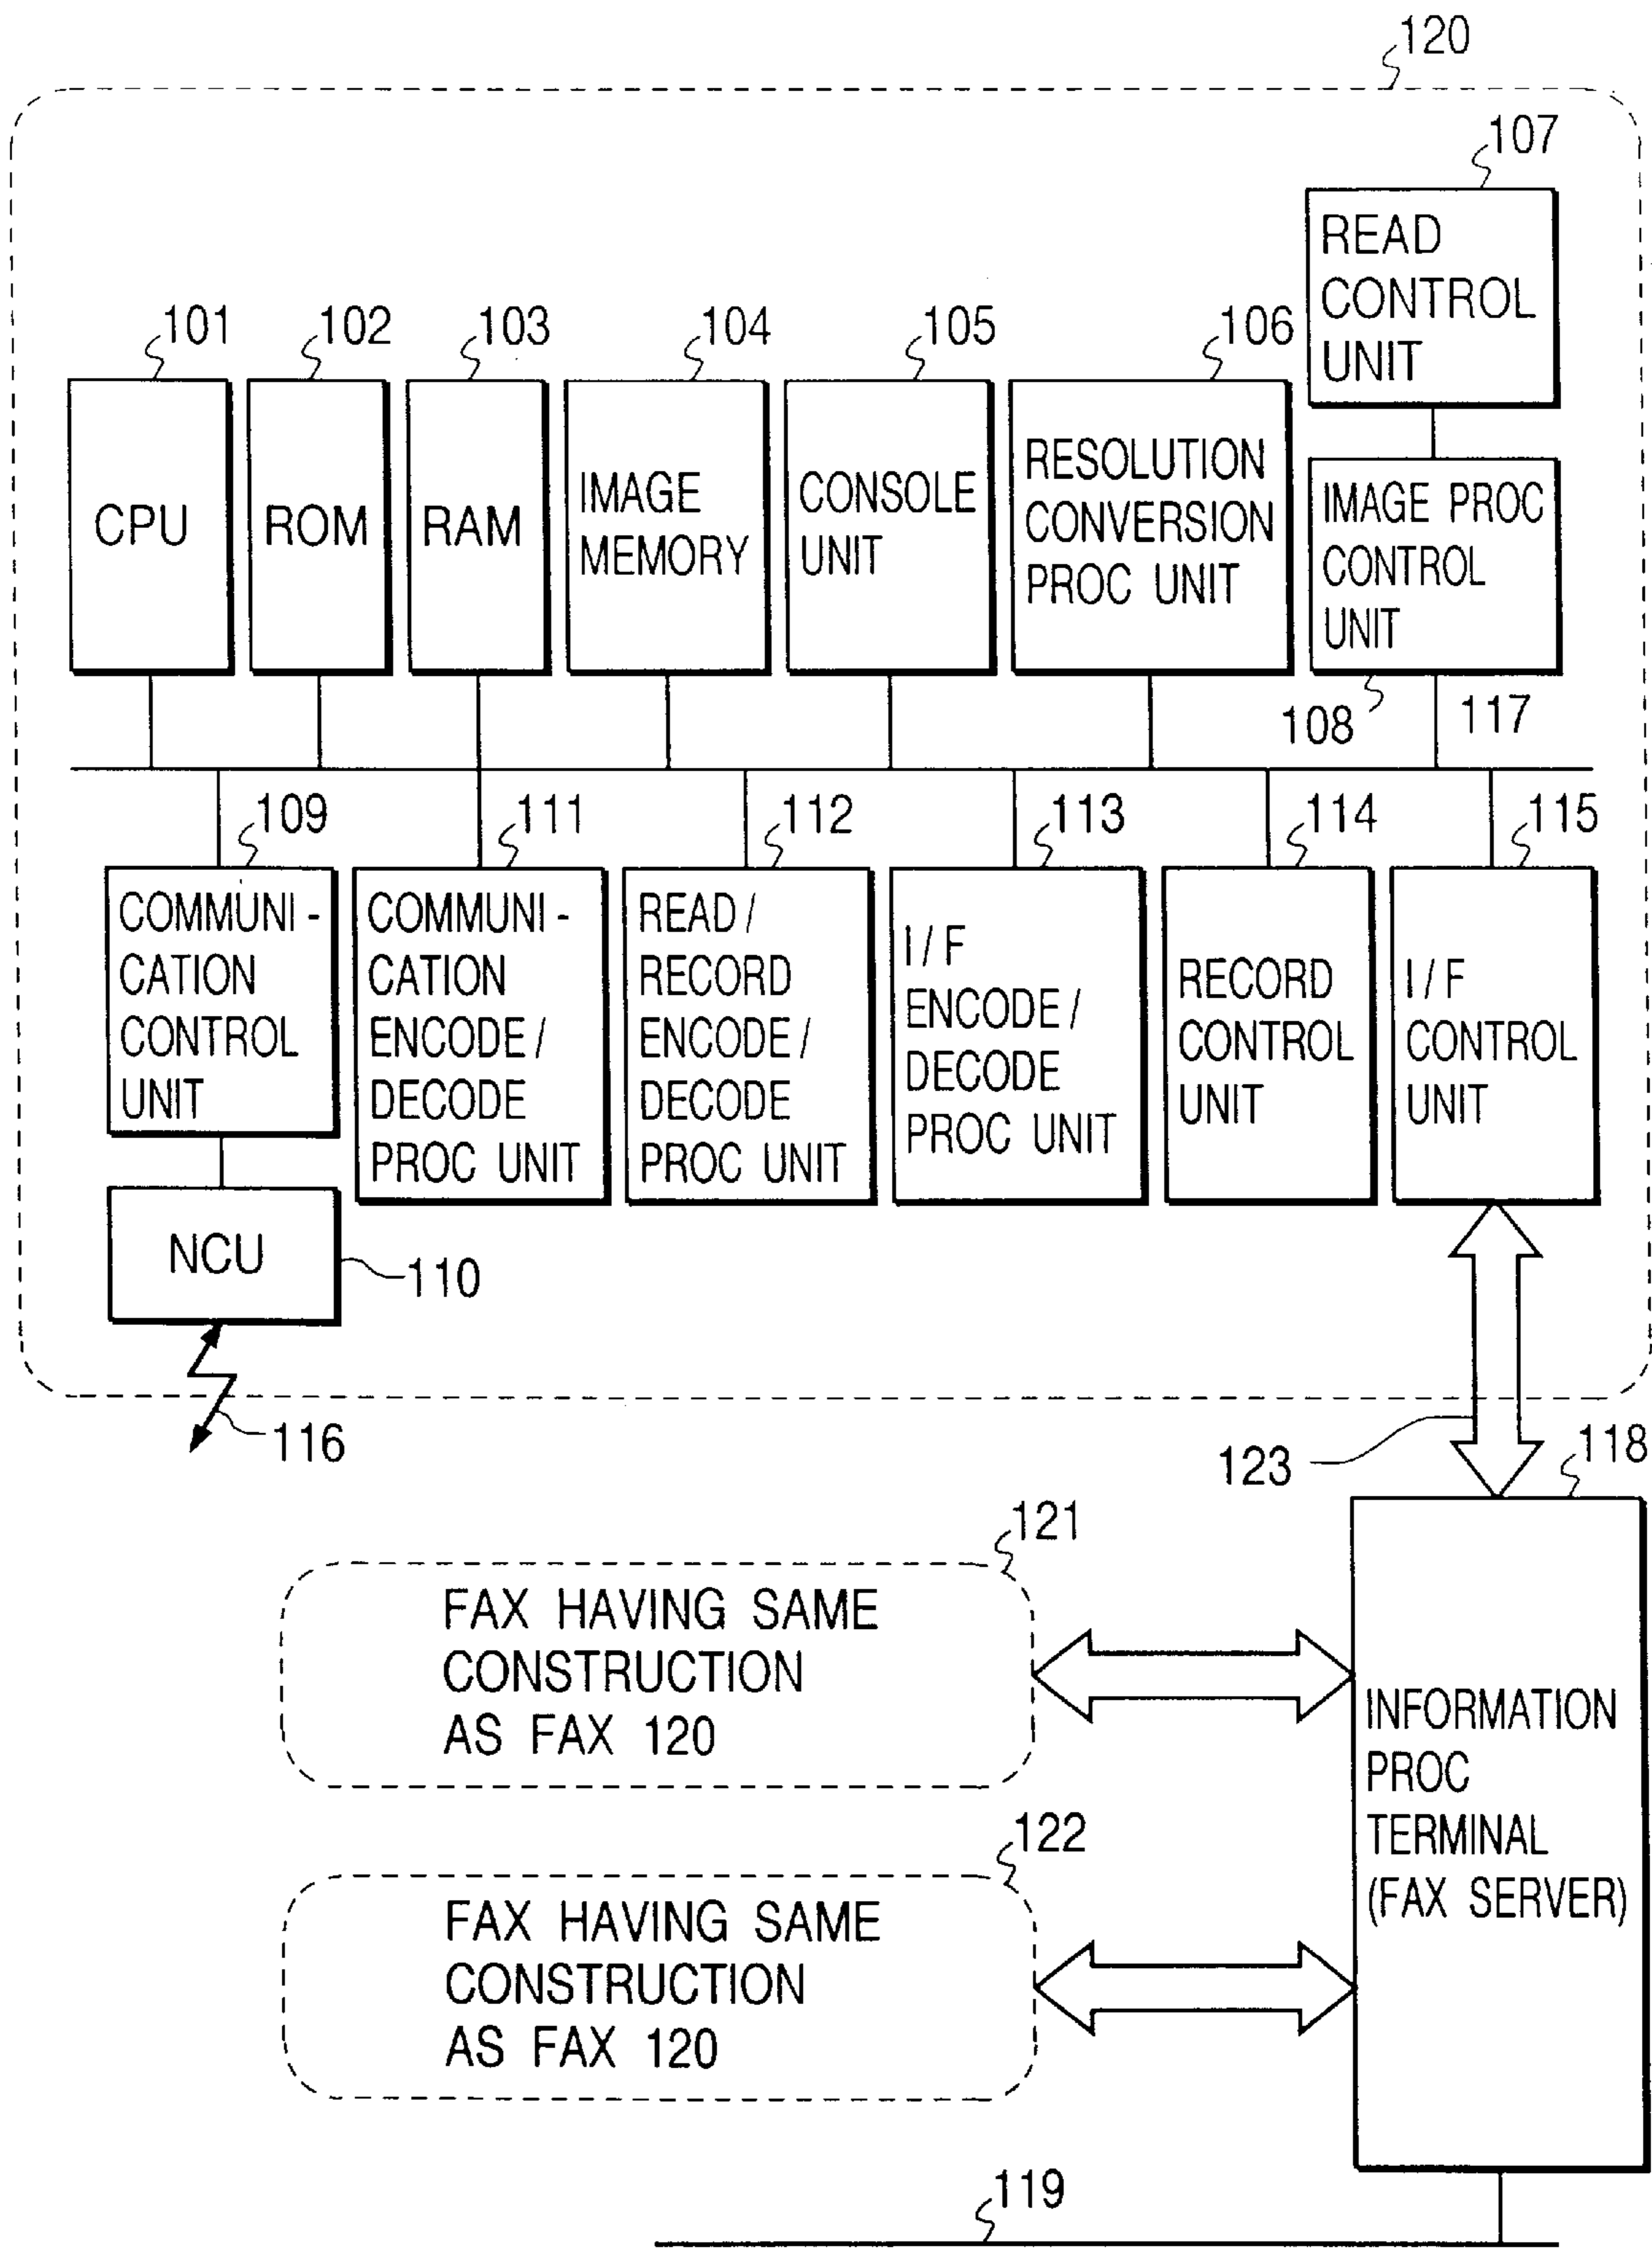 120
107
READ
CONTROL
UNIT
101
102
103
104
105
106
CPU
ROM
RAM
IMAGE
MEMORY
CONSOLE
UNIT
RESOLUTION
CONVERSION
PROC UNIT
IMAGE PROC
CONTROL
UNIT
108
117
109
111
112
113
114
115
COMMUNI -
CATION
CONTROL
UNIT
COMMUNI -
CATION
ENCODE /
DECODE
PROC UNIT
READ /
RECORD
ENCODE /
DECODE
PROC UNIT
I / F
ENCODE /
DECODE
PROC UNIT
RECORD
CONTROL
UNIT
I / F
CONTROL
UNIT
NCU
110
116
123
118
121
FAX HAVING SAME
CONSTRUCTION
AS FAX 120
INFORMATION
PROC
TERMINAL
(FAX SERVER)
122
FAX HAVING SAME
CONSTRUCTION
AS FAX 120
119